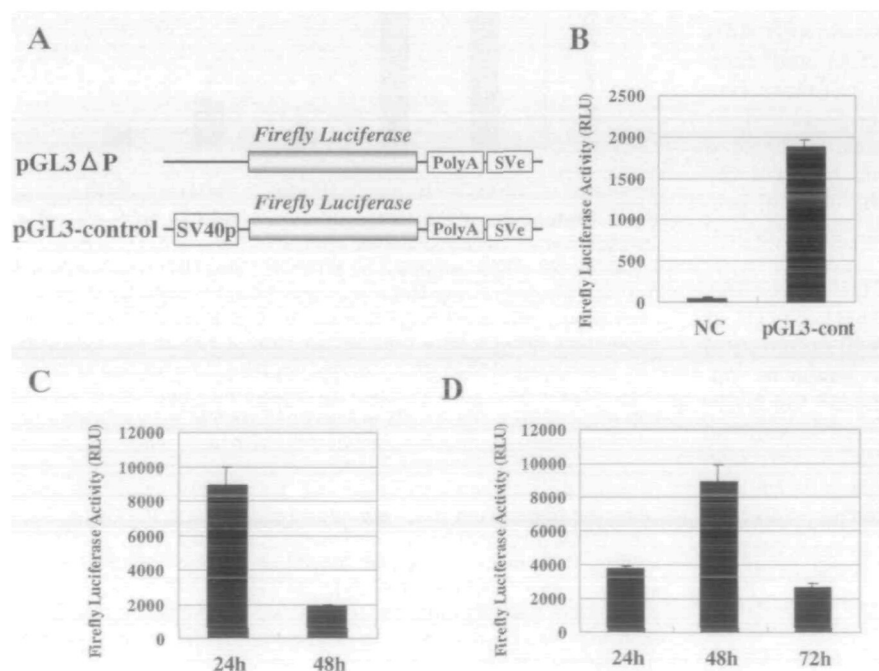 A
Firefly Luciferase
pGL3ΔP
PolyA
SVe
Firefly Luciferase
pGL3-control
SV40p
PolyA
SVe
B
Firefly Luciferase Activity (RLU)
2500
2000
1500
1000
500
0
NC
pGL3-cont
C
Firefly Luciferase Activity (RLU)
12000
10000
8000
6000
4000
2000
0
24h
48h
D
Firefly Luciferase Activity (RLU)
12000
10000
8000
6000
4000
2000
0
24h
48h
72h